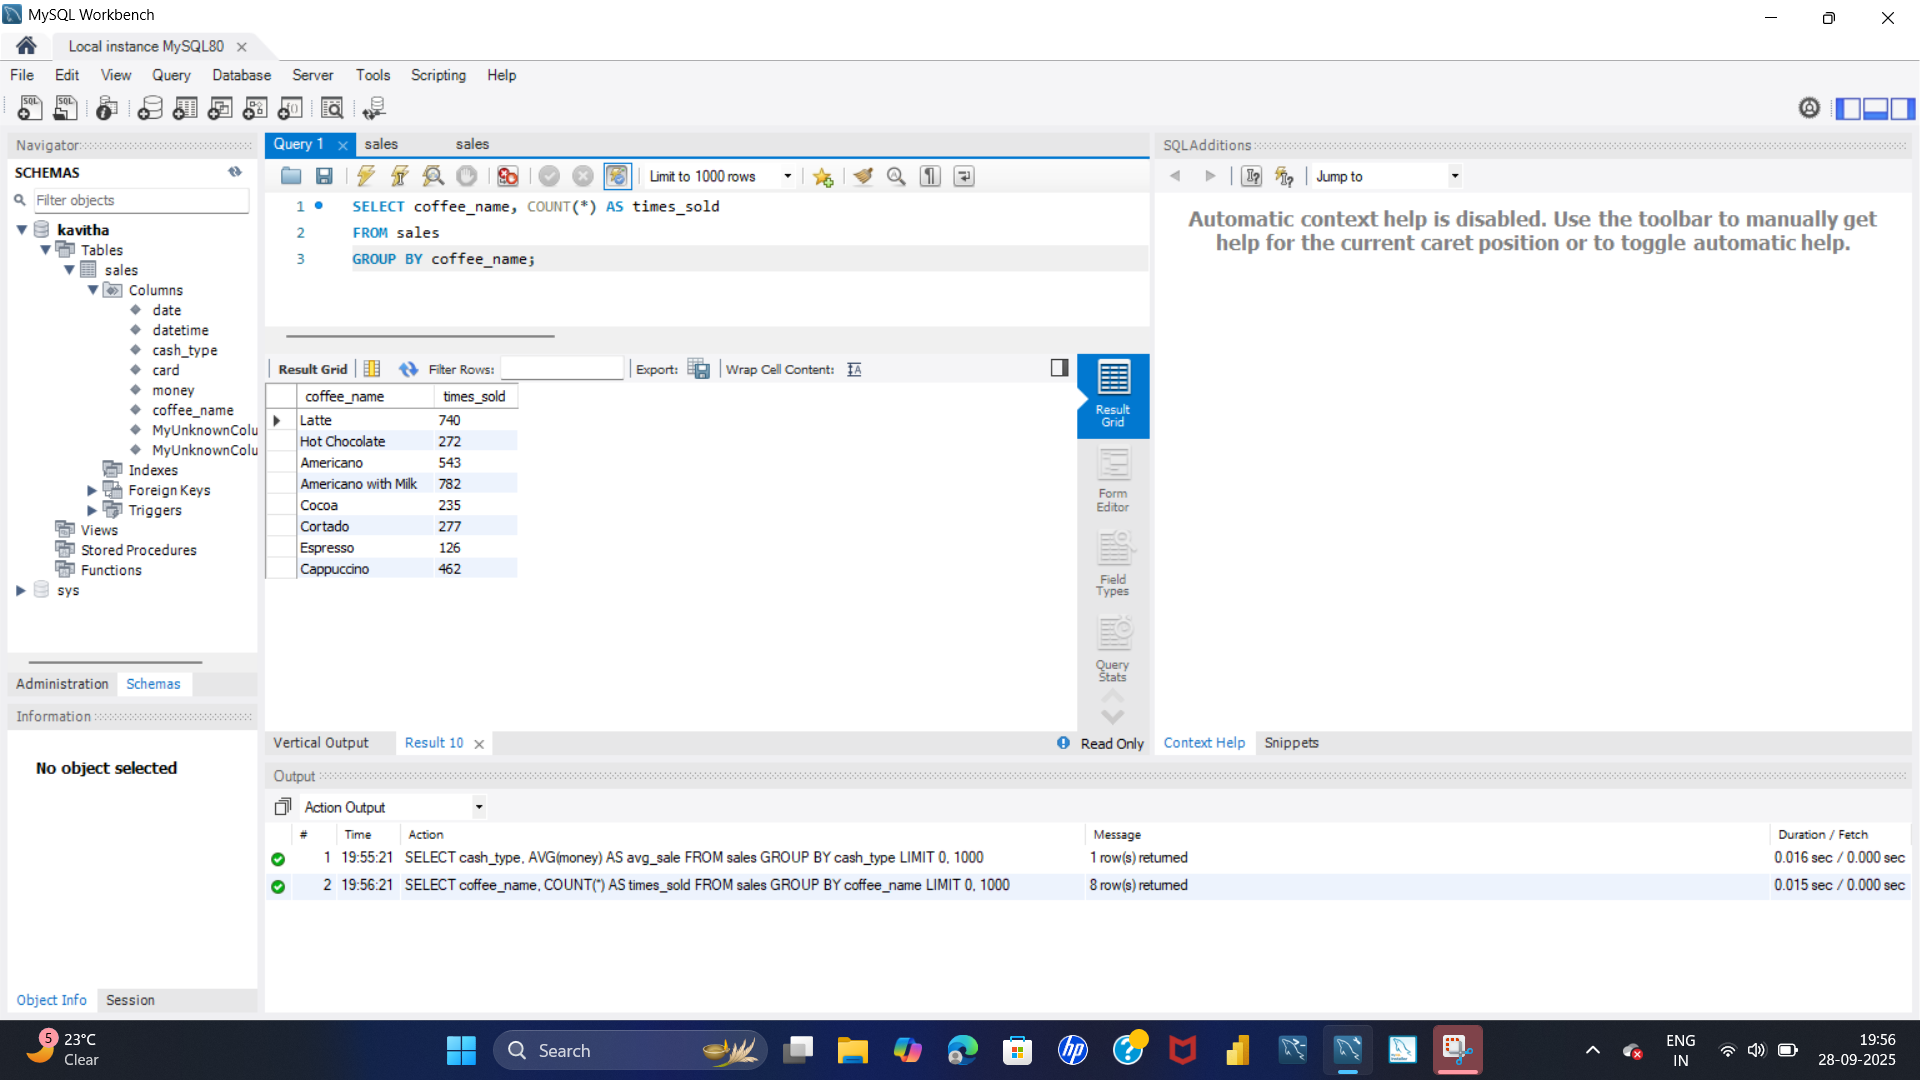 MySQL Workbench
Local instance MySQL80
File Edit View Query Database Server Tools Scripting Help
Navigator
SCHEMAS
Filter objects
kavitha
Tables
sales
Columns
date
datetime
cash_type
card
money
coffee_name
MyUnknownColu
MyUnknownColu
Indexes
Foreign Keys
Triggers
Views
Stored Procedures
Functions
sys
Administration Schemas
Information
No object selected
Object Info Session
Query 1 sales sales
Limit to 1000 rows
1 SELECT coffee_name, COUNT(*) AS times_sold
2 FROM sales
3 GROUP BY coffee_name;
Result Grid Filter Rows: Export: Wrap Cell Content:
coffee_name times_sold
Latte 740
Hot Chocolate 272
Americano 543
Americano with Milk 782
Cocoa 235
Cortado 277
Espresso 126
Cappuccino 462
Result
Grid
Form
Editor
Field
Types
Query
Stats
Vertical Output Result 10 Read Only
SQLAdditions
Jump to
Automatic context help is disabled. Use the toolbar to manually get
help for the current caret position or to toggle automatic help.
Context Help Snippets
Output
Action Output
# Time Action Message Duration / Fetch
1 19:55:21 SELECT cash_type, AVG(money) AS avg_sale FROM sales GROUP BY cash_type LIMIT 0, 1000 1 row(s) returned 0.016 sec / 0.000 sec
2 19:56:21 SELECT coffee_name, COUNT(*) AS times_sold FROM sales GROUP BY coffee_name LIMIT 0, 1000 8 row(s) returned 0.015 sec / 0.000 sec
5
23°C
Clear
Search
hp
ENG
IN
19:56
28-09-2025